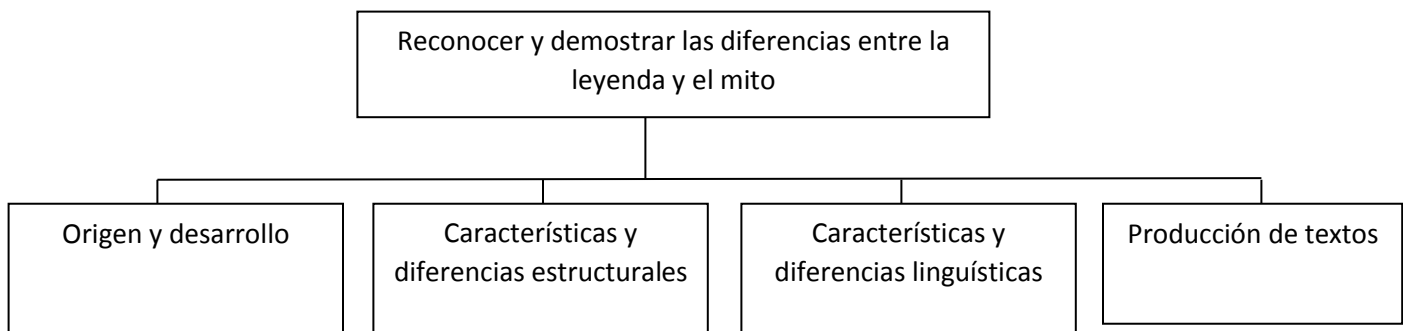 Reconocer y demostrar las diferencias entre la
leyenda y el mito
Origen y desarrollo
Características y
diferencias estructurales
Características y
diferencias linguísticas
Producción de textos